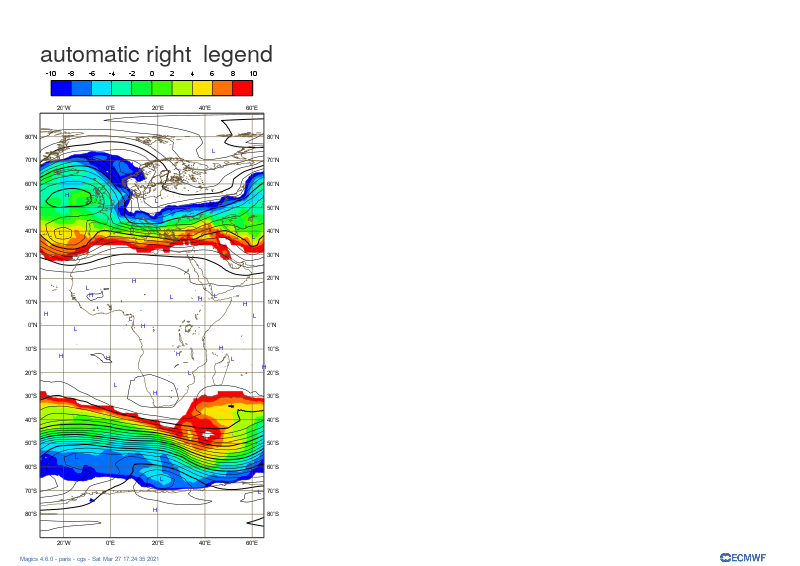 automatic right legend
-10 -8 -6 -4 -2 0 2 4 6 8 10
20°W 0°E 20°E 40°E 60°E
80°N 80°N
70°N 70°N
60°N 60°N
50°N 50°N
40°N 40°N
30°N 30°N
20°N 20°N
10°N 10°N
0°N 0°N
10°S 10°S
20°S 20°S
30°S 30°S
40°S 40°S
50°S 50°S
60°S 60°S
70°S 70°S
80°S 80°S
20°W 0°E 20°E 40°E 60°E
Magics 4.6.0 - paris - cgs - Sat Mar 27 17:24:35 2021
ECMWF